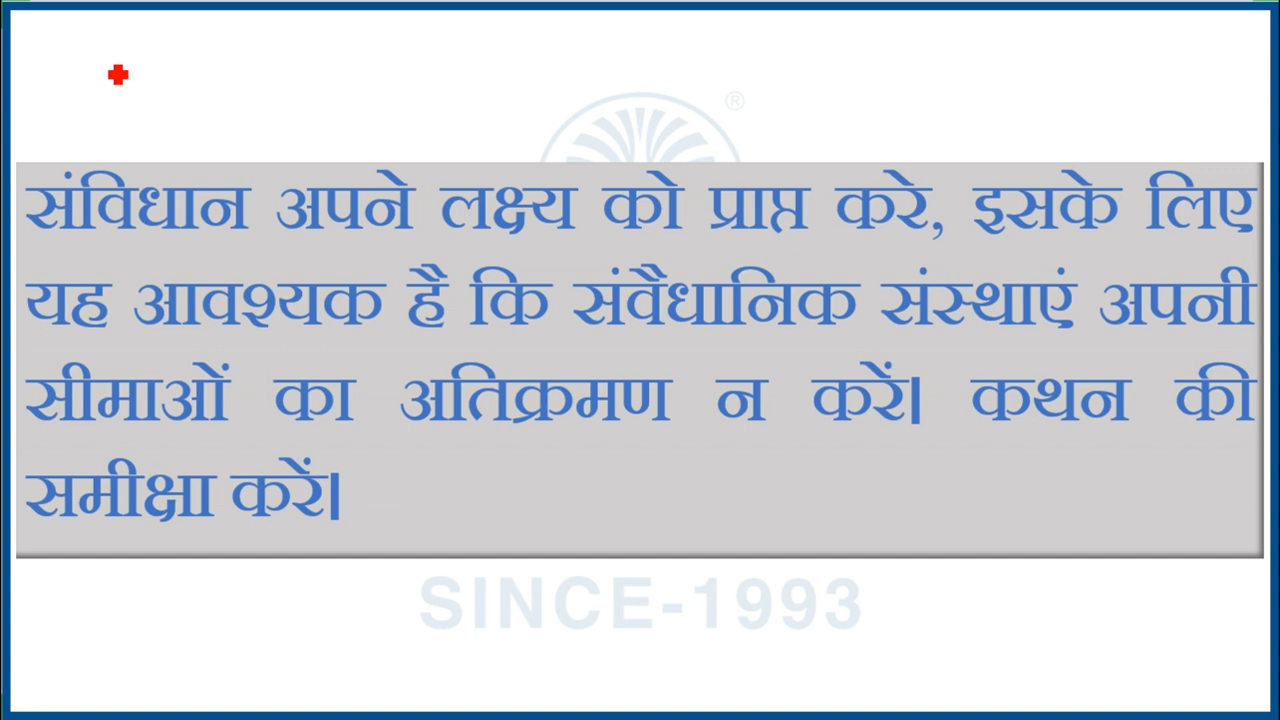 ®
संविधान अपने लक्ष्य को प्राप्त करे, इसके लिए
यह आवश्यक है कि संवैधानिक संस्थाएं अपनी
सीमाओं का अतिक्रमण न करें। कथन की
समीक्षा करें।
SINCE-1993